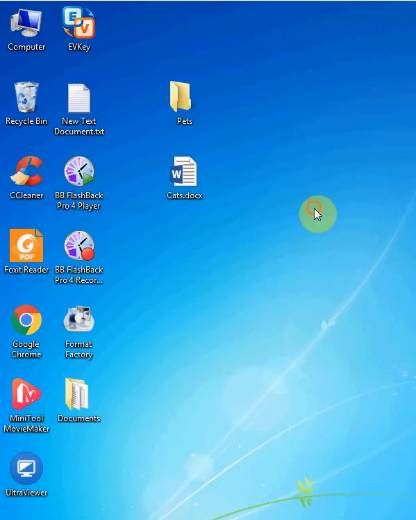 Computer
EVKey
Recycle Bin
New Text
Document.txt
Pets
CCleaner
BB FlashBack
Pro 4 Player
Cats.docx
Foxit Reader
BB FlashBack
Pro 4 Recor...
Google
Chrome
Format
Factory
MiniTool
MovieMaker
Documents
UltraViewer
PDF